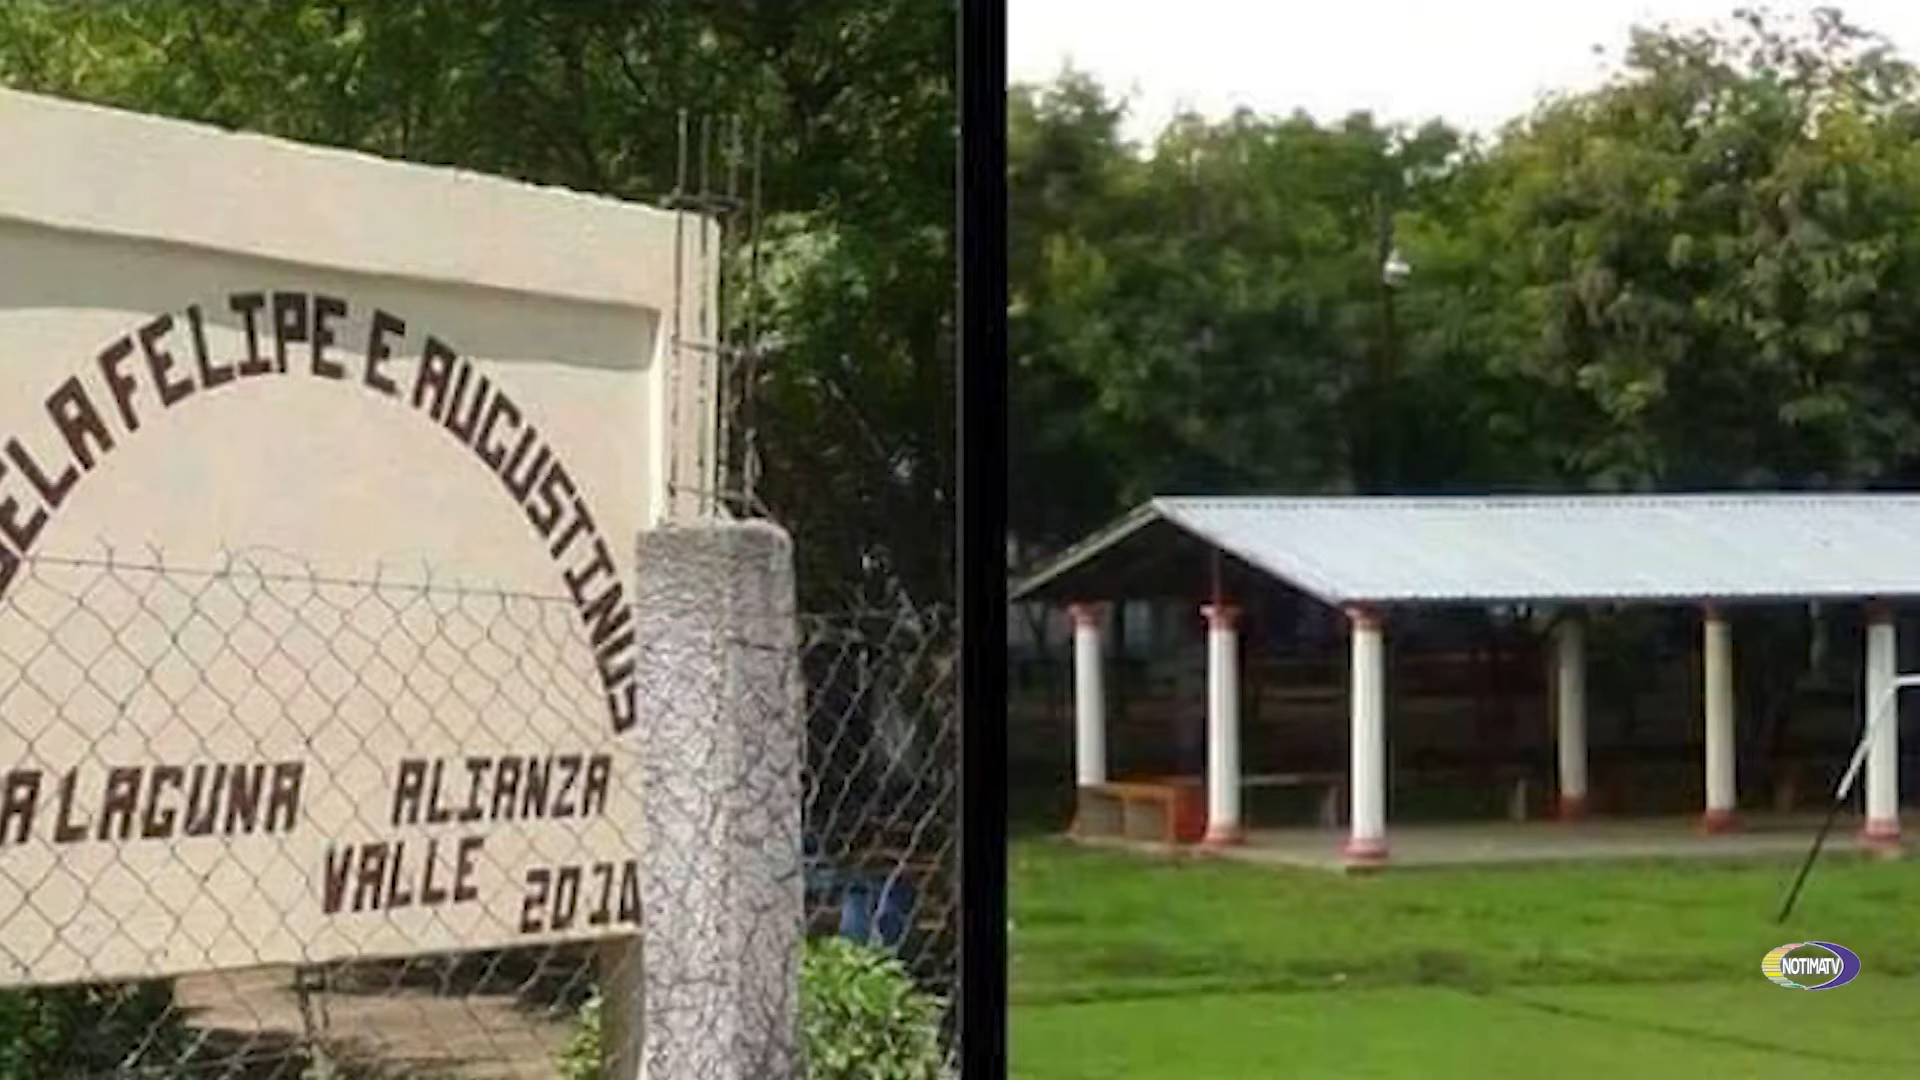 ELA FELIPE E AUGUSTINUS
A LAGUNA ALIANZA
VALLE 2010
NOTIMATV